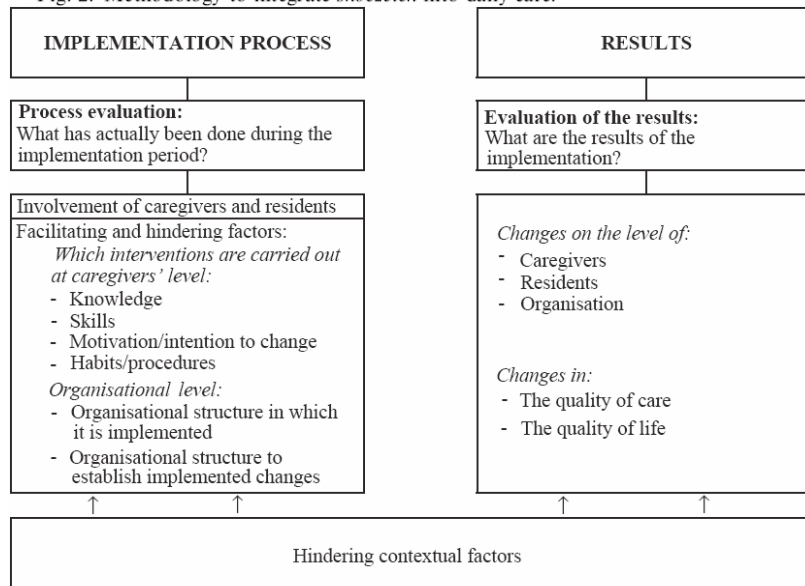 Fig. 2. Methodology to integrate snoezelen into daily care.
IMPLEMENTATION PROCESS
Process evaluation:
What has actually been done during the
implementation period?
Involvement of caregivers and residents
Facilitating and hindering factors:
Which interventions are carried out
at caregivers’ level:
- Knowledge
- Skills
- Motivation/intention to change
- Habits/procedures
Organisational level:
- Organisational structure in which
it is implemented
- Organisational structure to
establish implemented changes
RESULTS
Evaluation of the results:
What are the results of the
implementation?
Changes on the level of:
- Caregivers
- Residents
- Organisation
Changes in:
- The quality of care
- The quality of life
↑ ↑ ↑ ↑
Hindering contextual factors